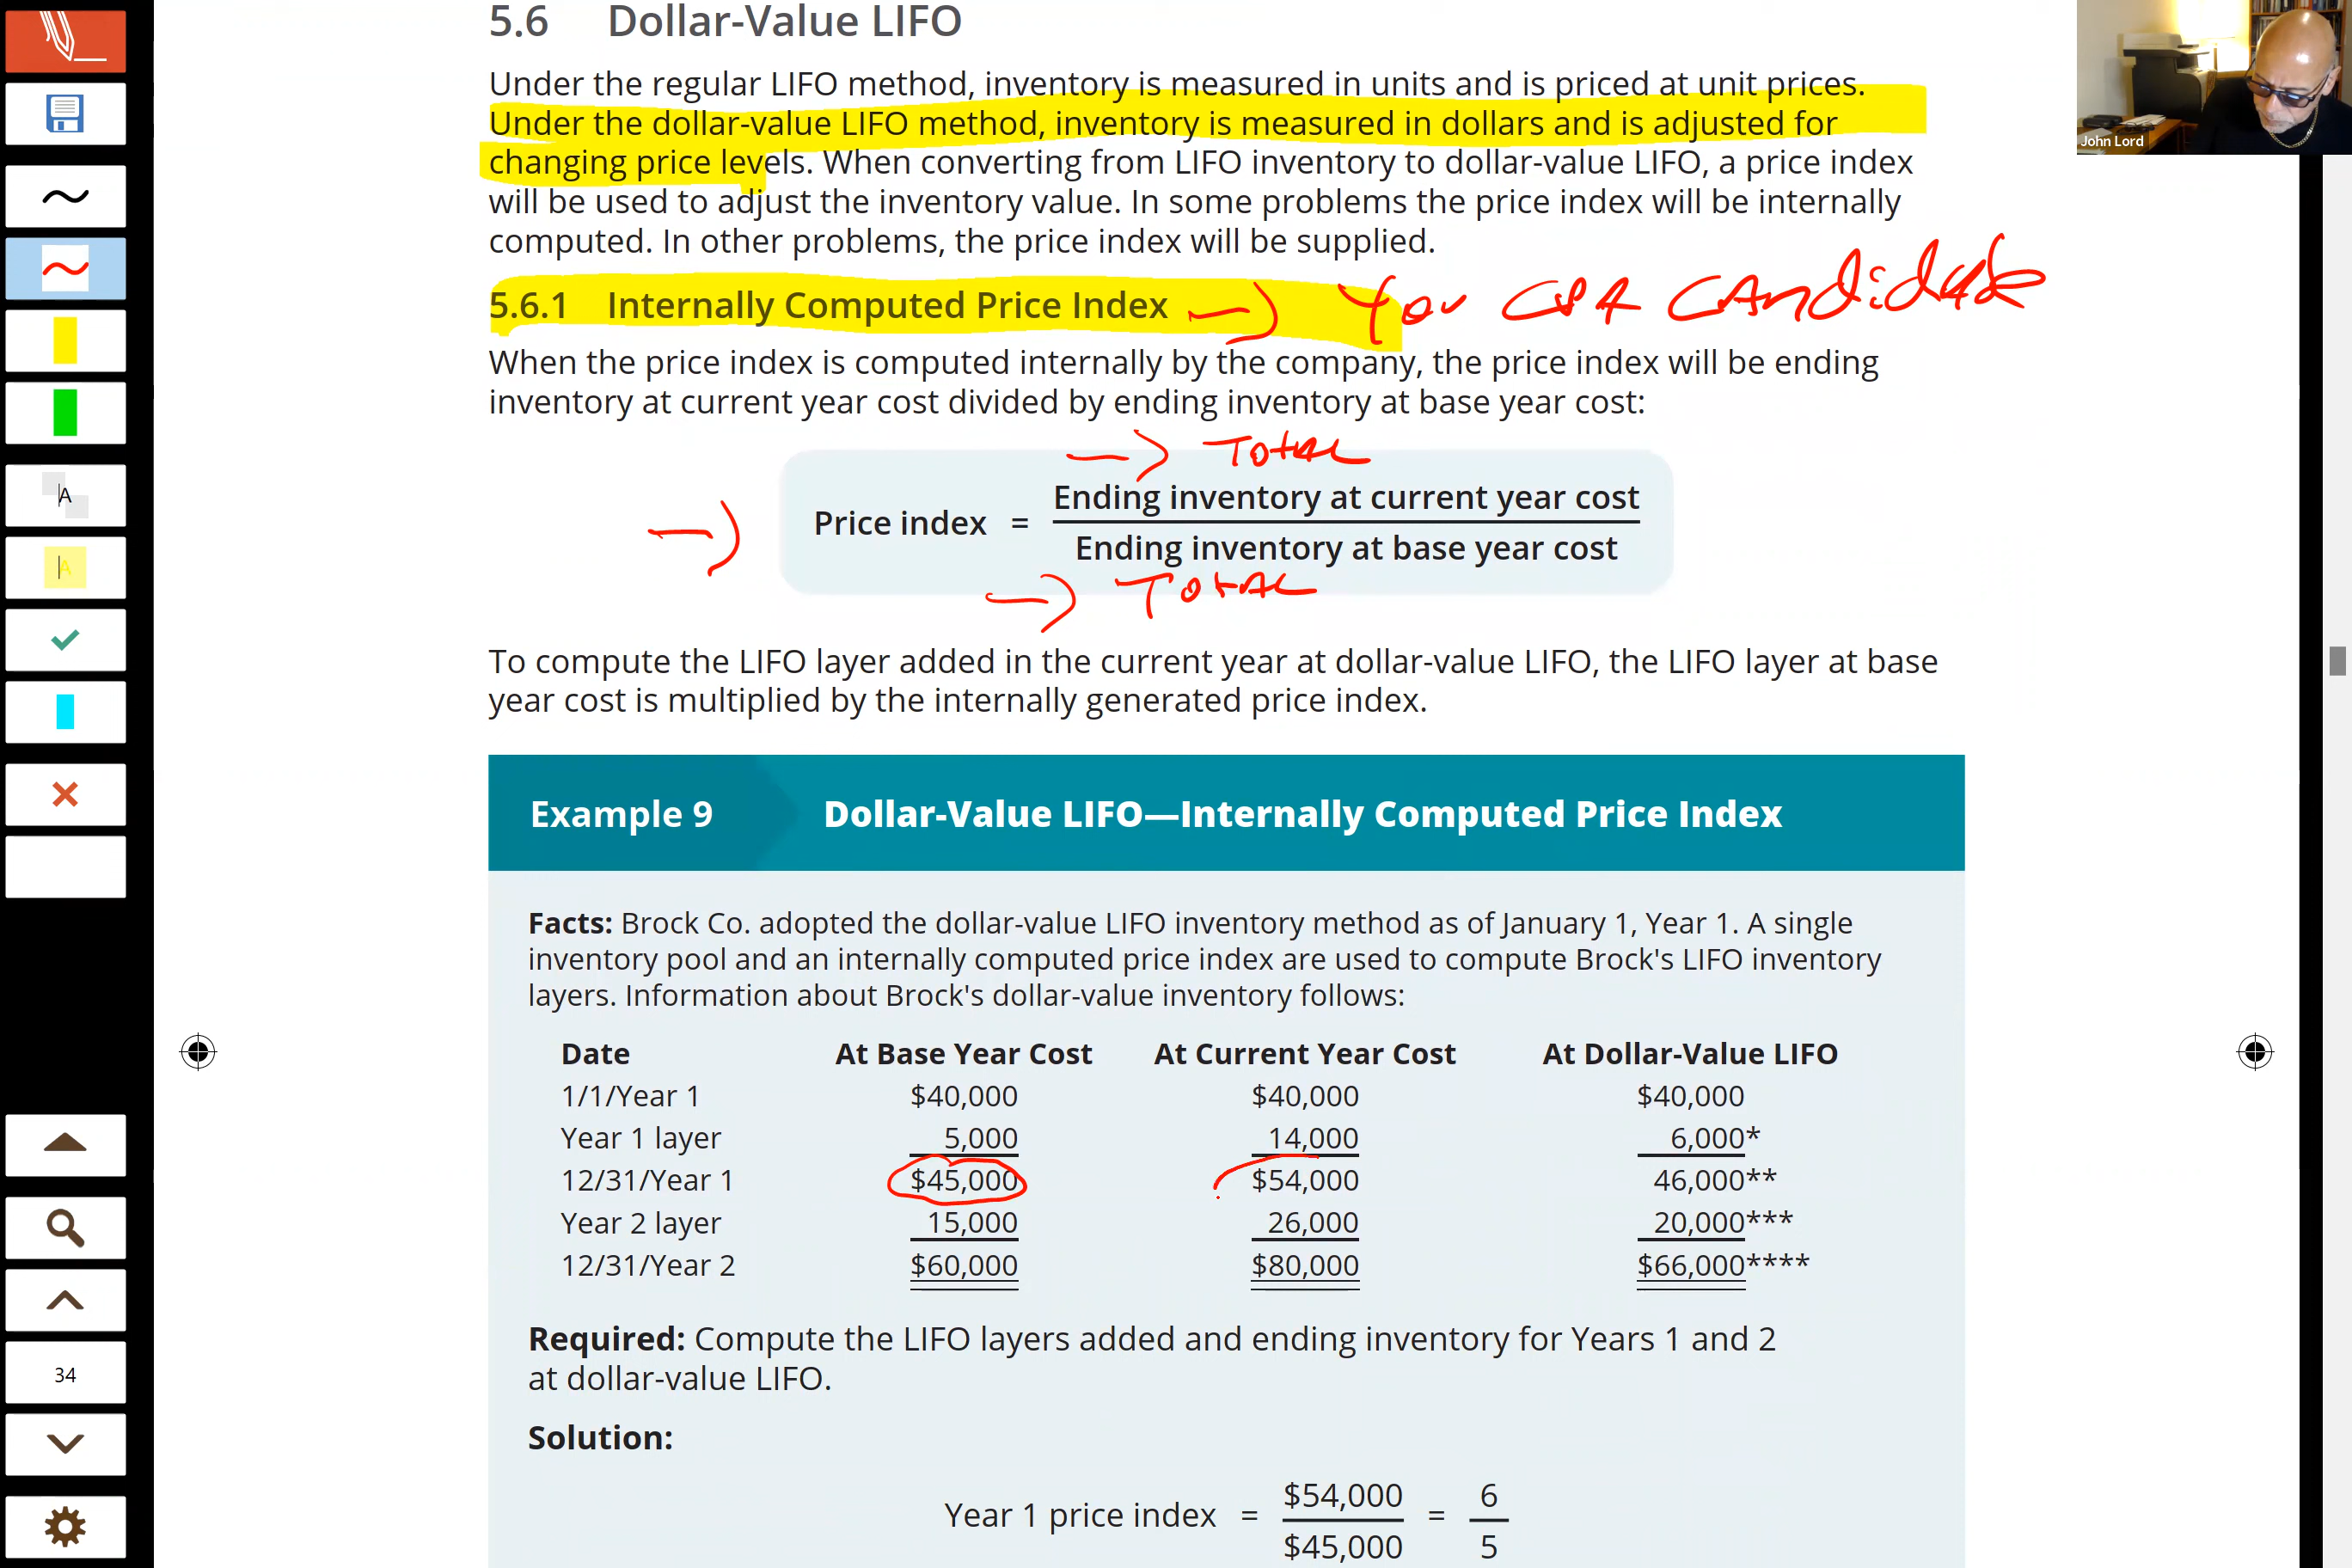 5.6 Dollar-Value LIFO
Under the regular LIFO method, inventory is measured in units and is priced at unit prices.
Under the dollar-value LIFO method, inventory is measured in dollars and is adjusted for
changing price levels. When converting from LIFO inventory to dollar-value LIFO, a price index
will be used to adjust the inventory value. In some problems the price index will be internally
computed. In other problems, the price index will be supplied.
John Lord
5.6.1 Internally Computed Price Index → You CPA CANdidate
When the price index is computed internally by the company, the price index will be ending
inventory at current year cost divided by ending inventory at base year cost:
→ TotAL
→ Price index = Ending inventory at current year cost
Ending inventory at base year cost
→ TotAL
To compute the LIFO layer added in the current year at dollar-value LIFO, the LIFO layer at base
year cost is multiplied by the internally generated price index.
Example 9 Dollar-Value LIFO—Internally Computed Price Index
Facts: Brock Co. adopted the dollar-value LIFO inventory method as of January 1, Year 1. A single
inventory pool and an internally computed price index are used to compute Brock's LIFO inventory
layers. Information about Brock's dollar-value inventory follows:
Date At Base Year Cost At Current Year Cost At Dollar-Value LIFO
1/1/Year 1 $40,000 $40,000 $40,000
Year 1 layer 5,000 14,000 6,000*
12/31/Year 1 $45,000 $54,000 46,000**
Year 2 layer 15,000 26,000 20,000***
12/31/Year 2 $60,000 $80,000 $66,000****
Required: Compute the LIFO layers added and ending inventory for Years 1 and 2
at dollar-value LIFO.
Solution:
Year 1 price index = $54,000 = 6
$45,000 5
A
A
34